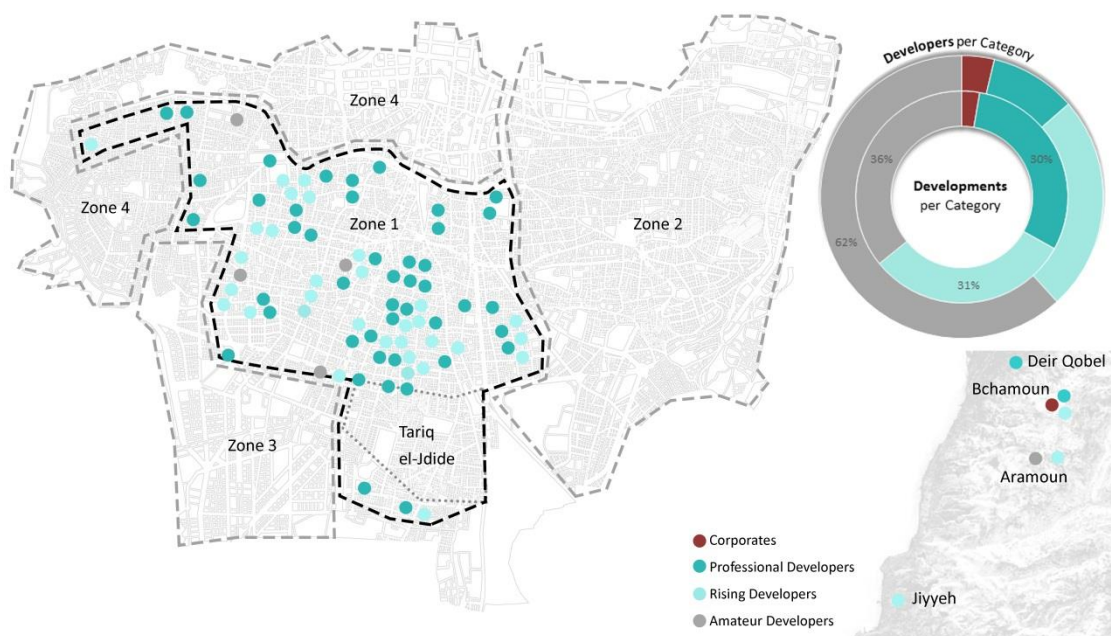 Developers per Category
Zone 4
Zone 4
Zone 1
Zone 2
Zone 3
Tariq
el-Jdide
36%
30%
Developments
per Category
62%
31%
Deir Qobel
Bchamoun
Aramoun
Jiyyeh
Corporates
Professional Developers
Rising Developers
Amateur Developers